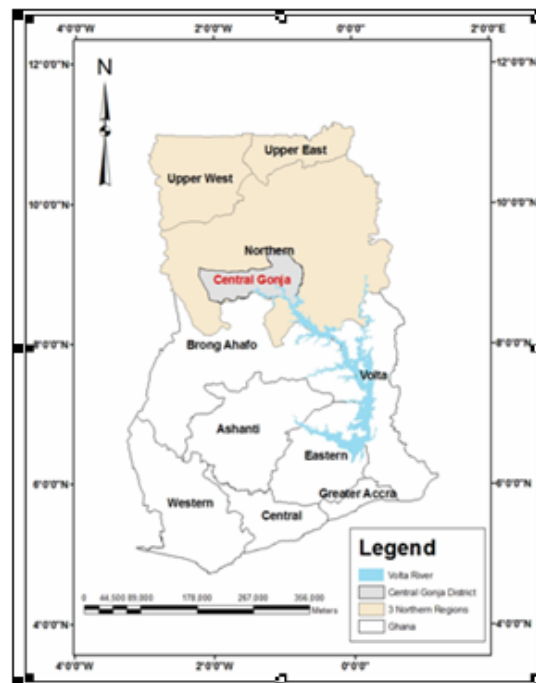 4°0'0"W 2°0'0"W 0°0'0" 2°0'0"E
12°0'0"N 12°0'0"N
N
Upper East
Upper West
10°0'0"N 10°0'0"N
Northern
Central Gonja
8°0'0"N 8°0'0"N
Brong Ahafo
Volta
Ashanti
Eastern
6°0'0"N 6°0'0"N
Greater Accra
Western
Central
Legend
Volta River
Central Gonja District
3 Northern Regions
Ghana
0 44,500 89,000 178,000 267,000 356,000
Meters
4°0'0"N 4°0'0"N
4°0'0"W 2°0'0"W 0°0'0"